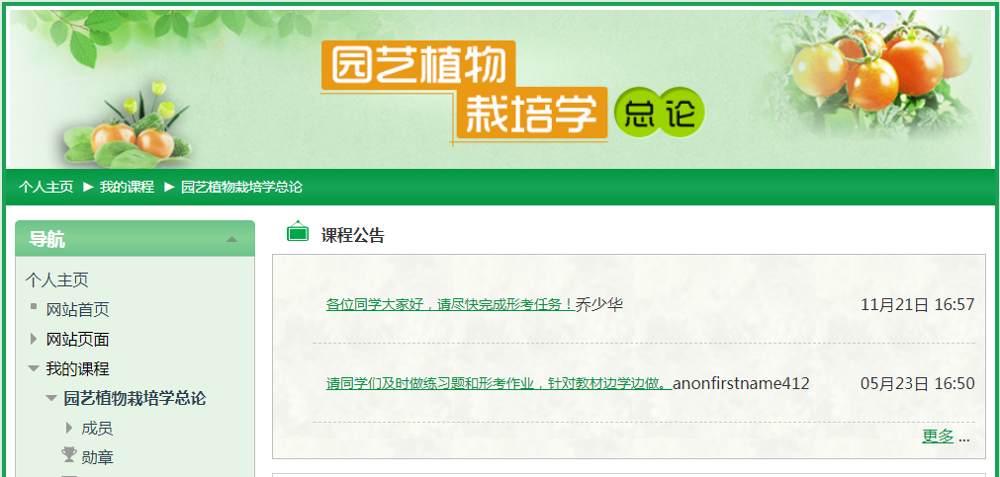 园艺植物
栽培学 总论
个人主页 ▶ 我的课程 ▶ 园艺植物栽培学总论
导航
个人主页
网站首页
网站页面
我的课程
园艺植物栽培学总论
成员
勋章
课程公告
各位同学大家好，请尽快完成形考任务！乔少华 11月21日 16:57
请同学们及时做练习题和形考作业，针对教材边学边做。anonfirstname412 05月23日 16:50
更多 ...